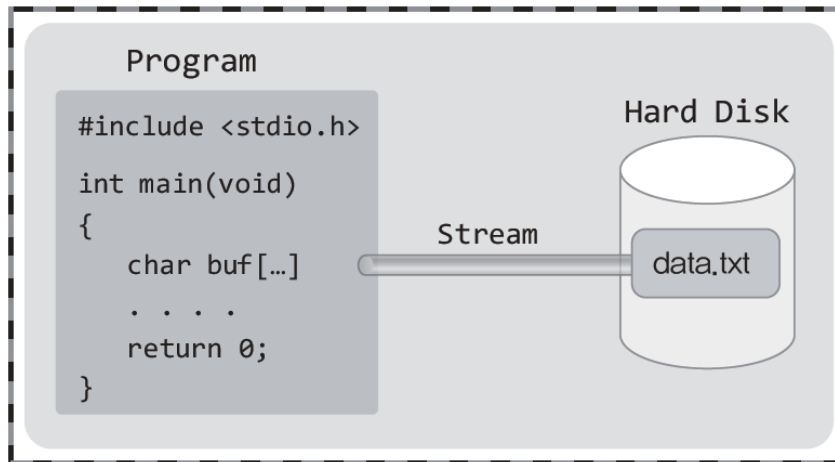 Program
#include <stdio.h>
int main(void)
{
char buf[…]
. . . .
return 0;
}
Stream
Hard Disk
data.txt